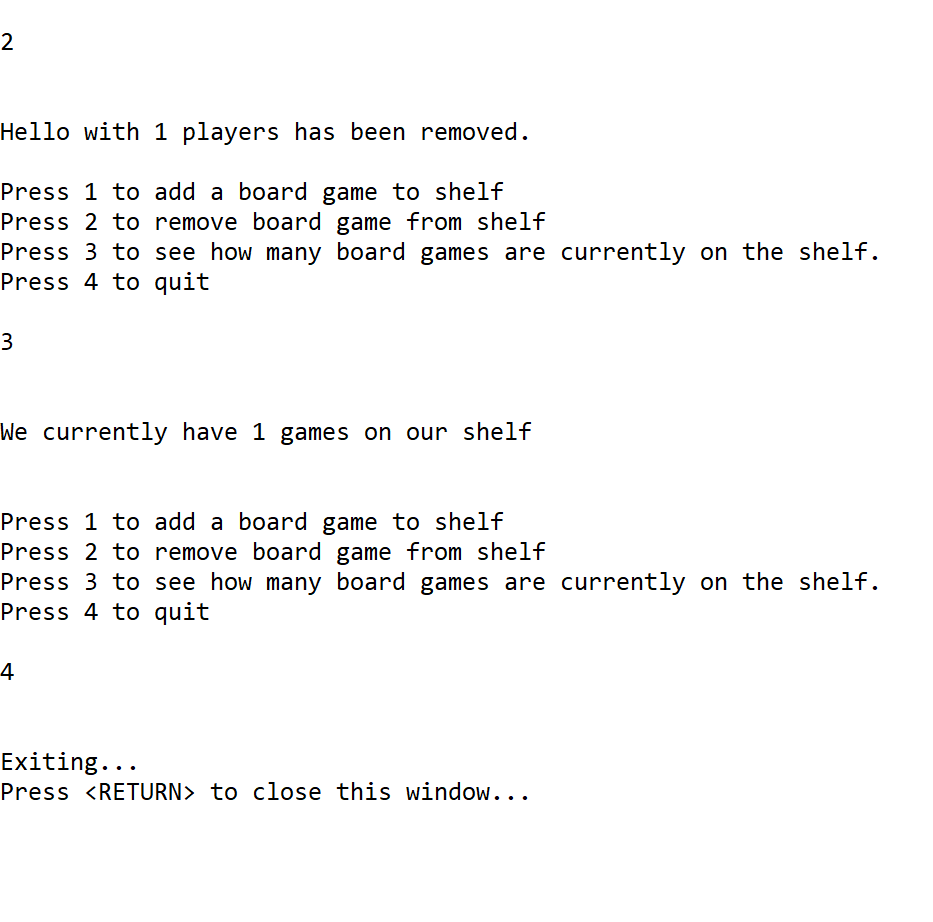 2
Hello with 1 players has been removed.
Press 1 to add a board game to shelf
Press 2 to remove board game from shelf
Press 3 to see how many board games are currently on the shelf.
Press 4 to quit
3
We currently have 1 games on our shelf
Press 1 to add a board game to shelf
Press 2 to remove board game from shelf
Press 3 to see how many board games are currently on the shelf.
Press 4 to quit
4
Exiting...
Press <RETURN> to close this window...